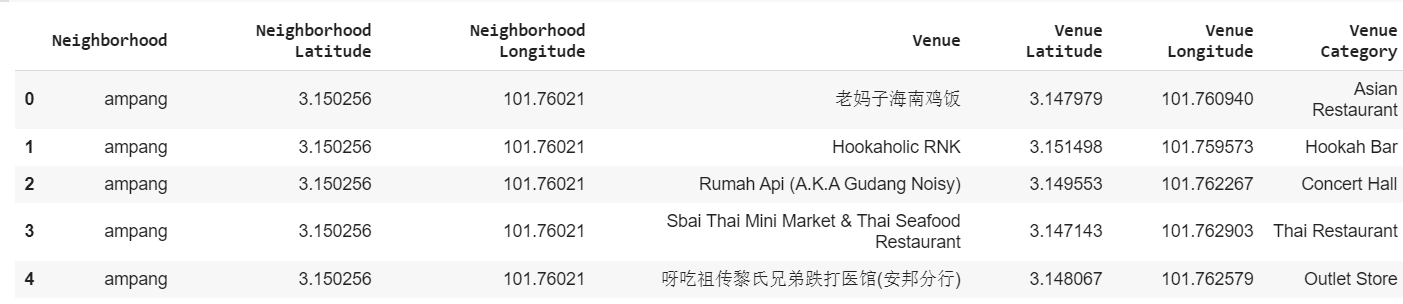 Neighborhood Neighborhood Latitude Neighborhood Longitude Venue Venue Latitude Venue Longitude Venue Category
0 ampang 3.150256 101.76021 老妈子海南鸡饭 3.147979 101.760940 Asian Restaurant
1 ampang 3.150256 101.76021 Hookaholic RNK 3.151498 101.759573 Hookah Bar
2 ampang 3.150256 101.76021 Rumah Api (A.K.A Gudang Noisy) 3.149553 101.762267 Concert Hall
3 ampang 3.150256 101.76021 Sbai Thai Mini Market & Thai Seafood Restaurant 3.147143 101.762903 Thai Restaurant
4 ampang 3.150256 101.76021 呀吃祖传黎氏兄弟跌打医馆(安邦分行) 3.148067 101.762579 Outlet Store